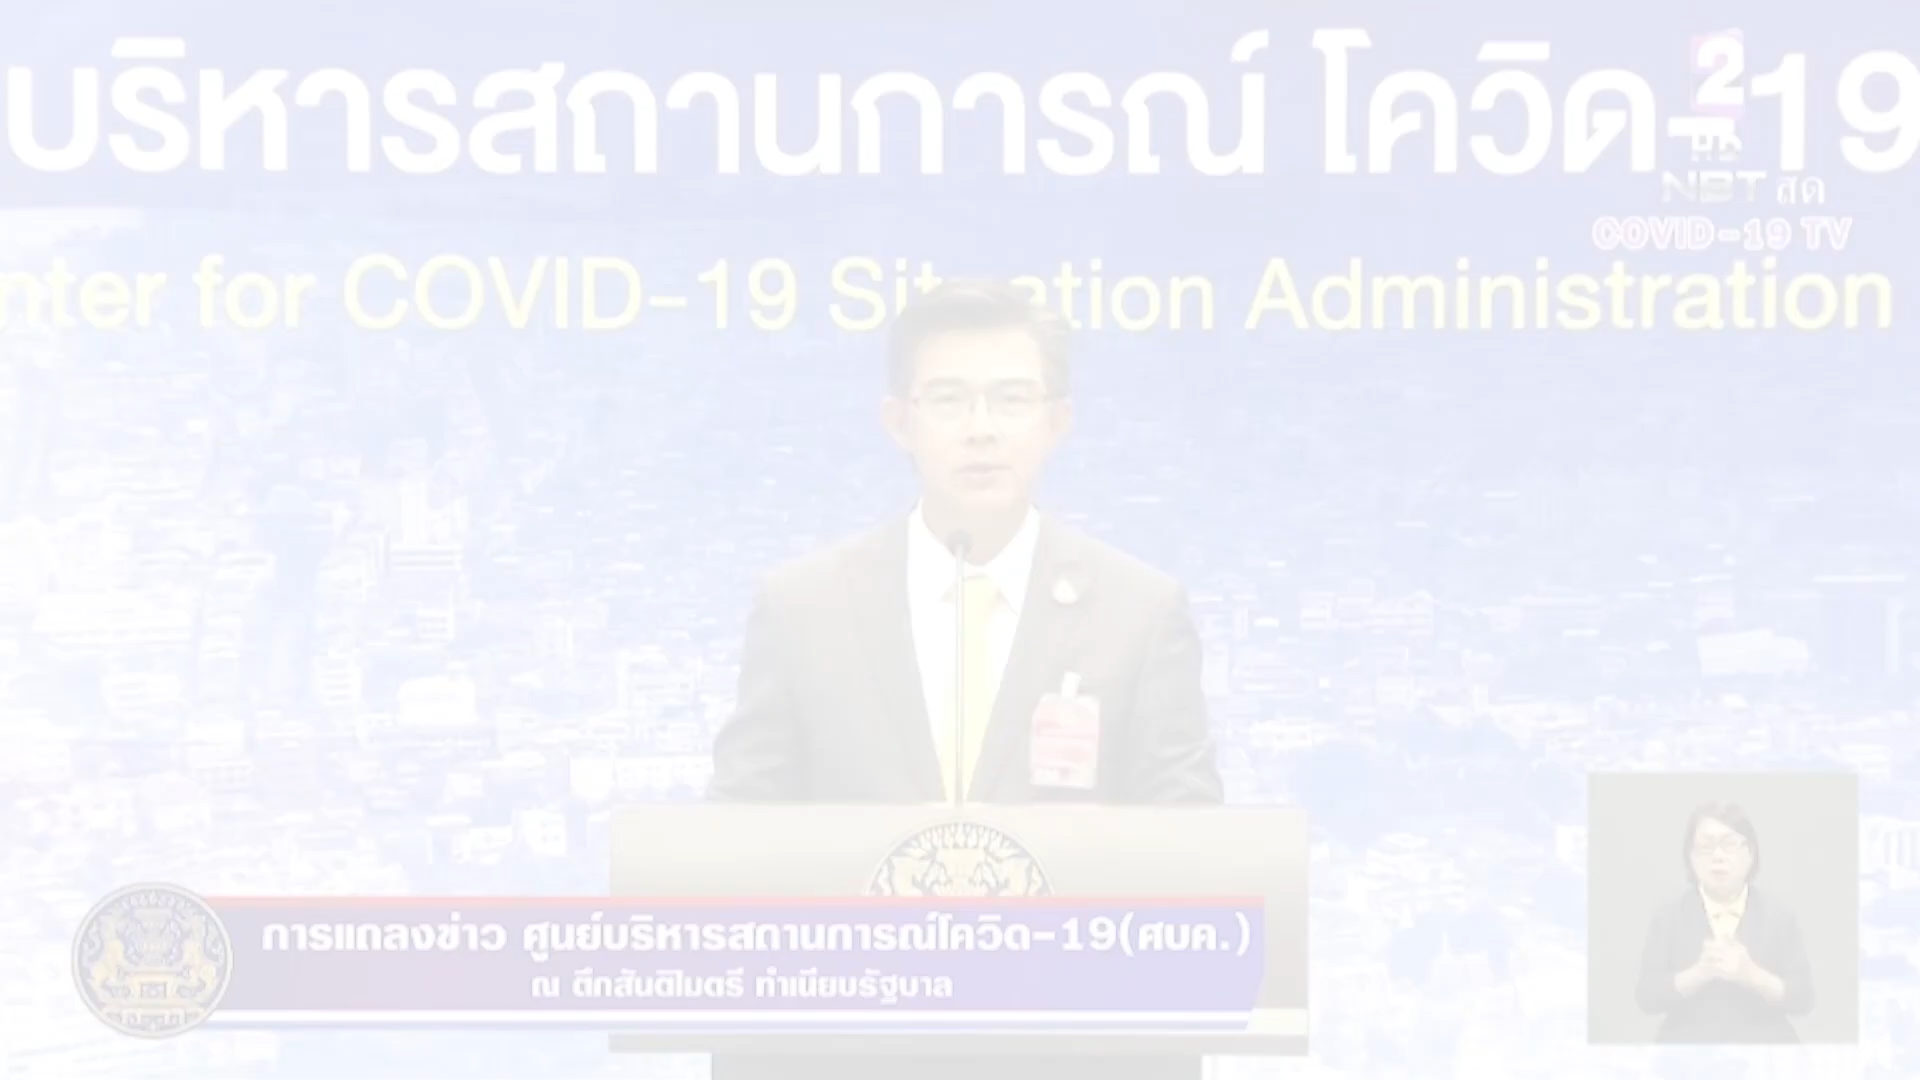 บริหารสถานการณ์ โควิด-19
2
NBT สด
COVID-19 TV
nter for COVID-19 Sit ation Administration
การแถลงข่าว ศูนย์บริหารสถานการณ์โควิด-19(ศบค.)
ณ ตึกสันติไมตรี ทำเนียบรัฐบาล